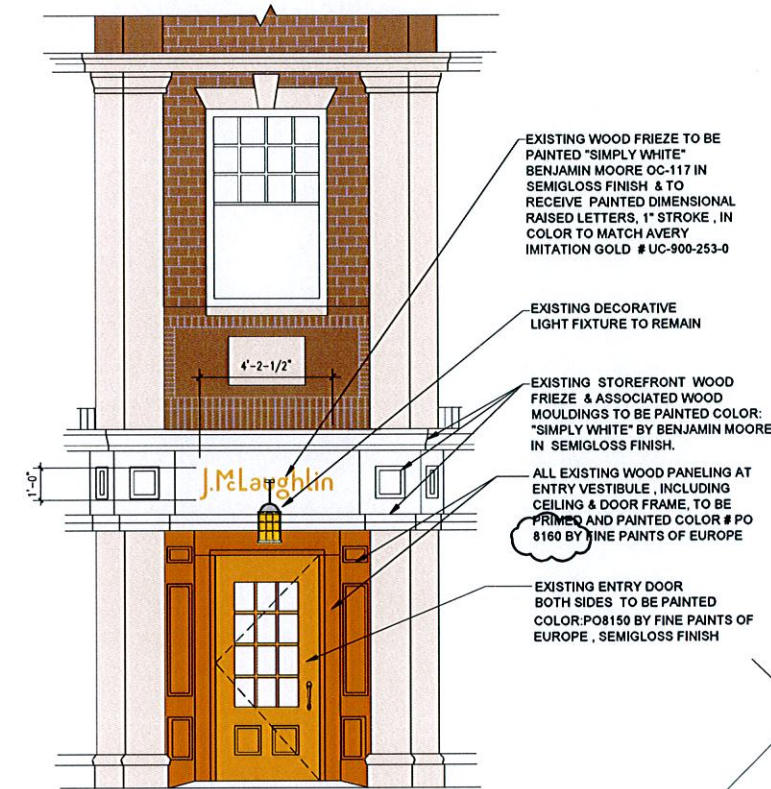 EXISTING WOOD FRIEZE TO BE
PAINTED "SIMPLY WHITE"
BENJAMIN MOORE OC-117 IN
SEMIGLOSS FINISH & TO
RECEIVE PAINTED DIMENSIONAL
RAISED LETTERS, 1" STROKE , IN
COLOR TO MATCH AVERY
IMITATION GOLD # UC-900-253-0
EXISTING DECORATIVE
LIGHT FIXTURE TO REMAIN
4'-2-1/2"
EXISTING STOREFRONT WOOD
FRIEZE & ASSOCIATED WOOD
MOULDINGS TO BE PAINTED COLOR:
"SIMPLY WHITE" BY BENJAMIN MOORE
IN SEMIGLOSS FINISH.
1'-0"
J.McLaughlin
ALL EXISTING WOOD PANELING AT
ENTRY VESTIBULE , INCLUDING
CEILING & DOOR FRAME, TO BE
PRIMED AND PAINTED COLOR # PO
8160 BY FINE PAINTS OF EUROPE
EXISTING ENTRY DOOR
BOTH SIDES TO BE PAINTED
COLOR:PO8150 BY FINE PAINTS OF
EUROPE , SEMIGLOSS FINISH